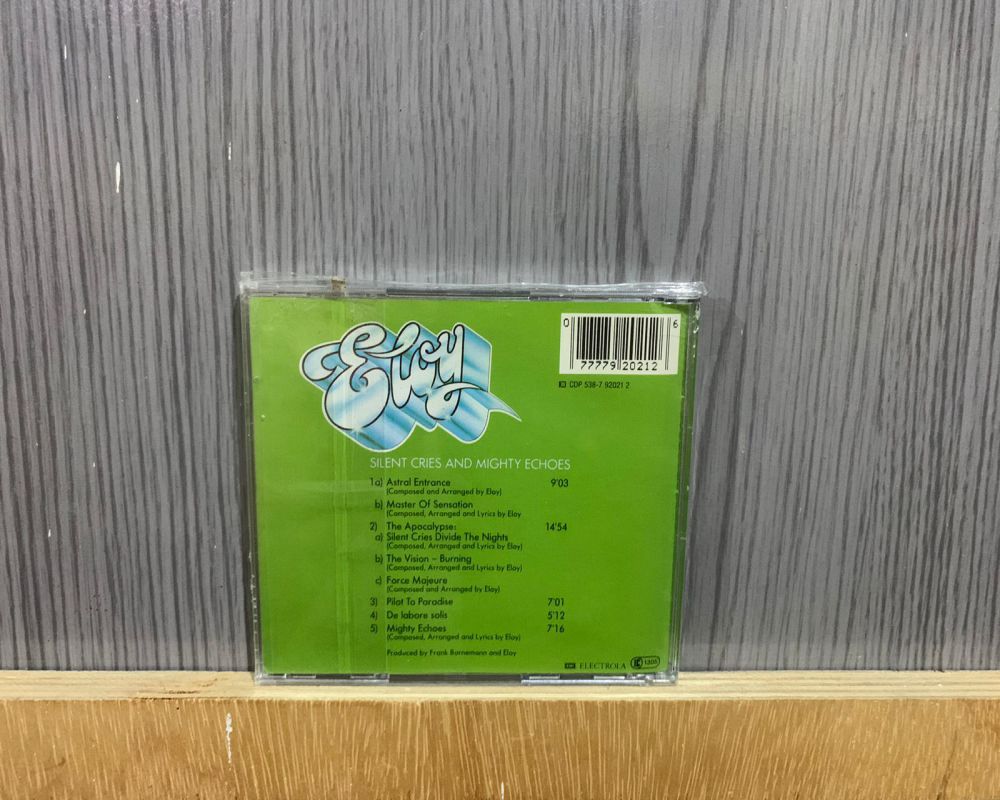 Eloy
0 77779 20212 6
CDP 538-7 92021 2
SILENT CRIES AND MIGHTY ECHOES
1a) Astral Entrance 9'03
(Composed and Arranged by Eloy)
b) Master Of Sensation
(Composed, Arranged and Lyrics by Eloy
2) The Apocalypse: 14'54
a) Silent Cries Divide The Nights
(Composed, Arranged and Lyrics by Eloy)
b) The Vision – Burning
(Composed, Arranged and Lyrics by Eloy)
c) Force Majeure
(Composed and Arranged by Eloy)
3) Pilot To Paradise 7'01
4) De labore solis 5'12
5) Mighty Echoes 7'16
(Composed, Arranged and Lyrics by Eloy)
Produced by Frank Bornemann and Eloy
EMI ELECTROLA